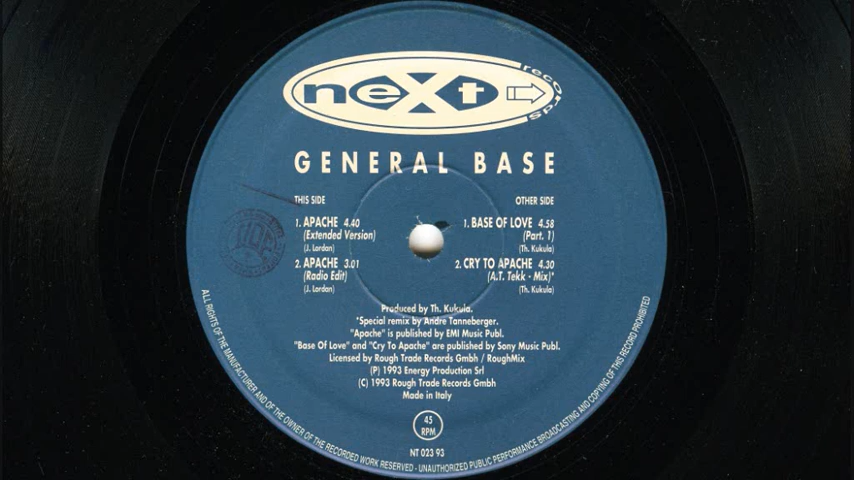 next
records
GENERAL BASE
THIS SIDE
1. APACHE 4.40
(Extended Version)
(J. Lordan)
2. APACHE 3.01
(Radio Edit)
(J. Lordan)
OTHER SIDE
1. BASE OF LOVE 4.58
(Part. 1)
(Th. Kukula)
2. CRY TO APACHE 4.30
(A.T. Tekk - Mix)*
(Th. Kukula)
Produced by Th. Kukula.
*Special remix by Andre Tanneberger.
"Apache" is published by EMI Music Publ.
"Base Of Love" and "Cry To Apache" are published by Sony Music Publ.
Licensed by Rough Trade Records Gmbh / RoughMix
(P) 1993 Energy Production Srl
(C) 1993 Rough Trade Records Gmbh
Made in Italy
45
RPM
NT 023 93
ALL RIGHTS OF THE MANUFACTURER AND OF THE OWNER OF THE RECORDED WORK RESERVED - UNAUTHORIZED PUBLIC PERFORMANCE BROADCASTING AND COPYING OF THIS RECORD PROHIBITED